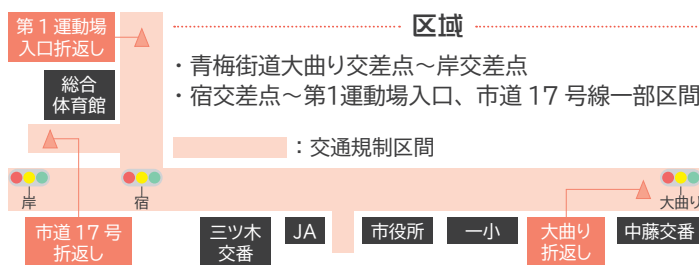 区域
・青梅街道大曲り交差点～岸交差点
・宿交差点～第1運動場入口、市道 17 号線一部区間
：交通規制区間
第1運動場
入口折返し
総合
体育館
岸
宿
大曲り
市道 17 号
折返し
三ツ木
交番
JA
市役所
一小
大曲り
折返し
中藤交番